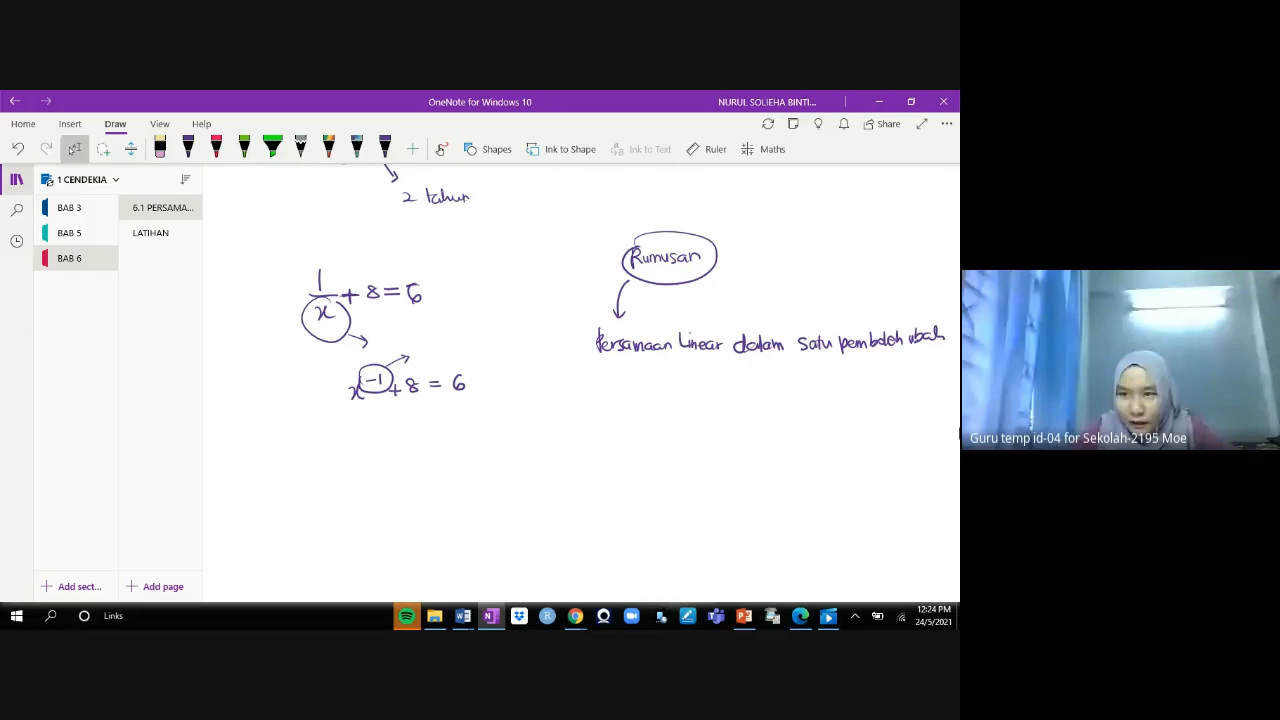 OneNote for Windows 10
NURUL SOLIEHA BINTI...
Home Insert Draw View Help
Share
Shapes
Ink to Shape
Ink to Text
Ruler
Maths
1 CENDEKIA
BAB 3
BAB 5
BAB 6
6.1 PERSAMA...
LATIHAN
2 tahun
1/x + 8 = 6
x^-1 + 8 = 6
Rumusan
Persamaan Linear dalam satu pemboleh ubah
Guru temp id-04 for Sekolah-2195 Moe
Add sect...
Add page
Links
12:24 PM
24/5/2021